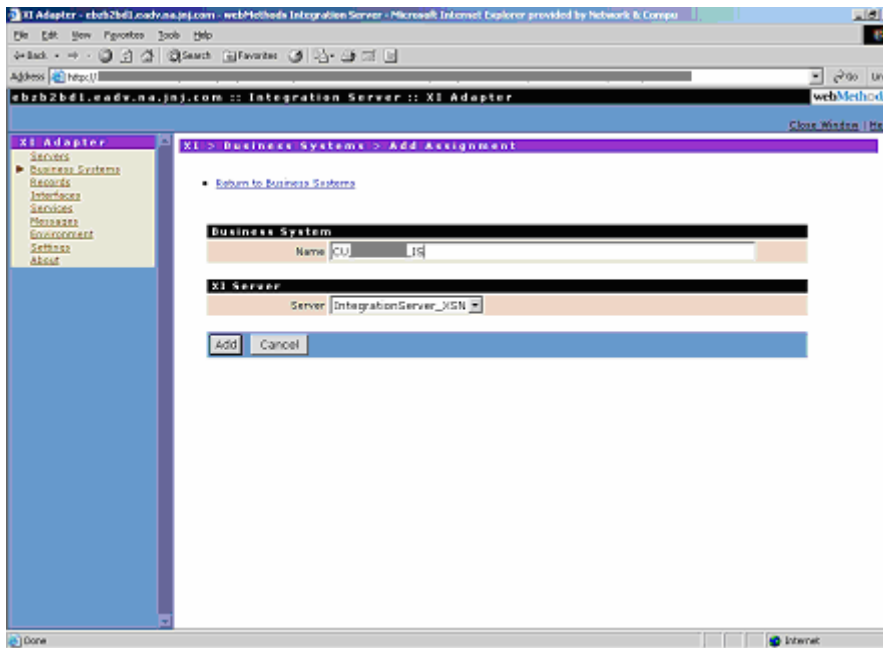 XI Adapter - ebzb2bd1.eadv.na.jnj.com - webMethods Integration Server - Microsoft Internet Explorer provided by Network & Compu
File Edit View Favorites Tools Help
Back Search Favorites
Address http:// Go
ebzb2bd1.eadv.na.jnj.com :: Integration Server :: XI Adapter
webMethod
Close Window | He
XI Adapter
Servers
Business Systems
Records
Interfaces
Services
Messages
Environment
Settings
About
XI > Business Systems > Add Assignment
Return to Business Systems
Business System
Name CU_ _IS
XI Server
Server IntegrationServer_XSN
Add Cancel
Done Internet